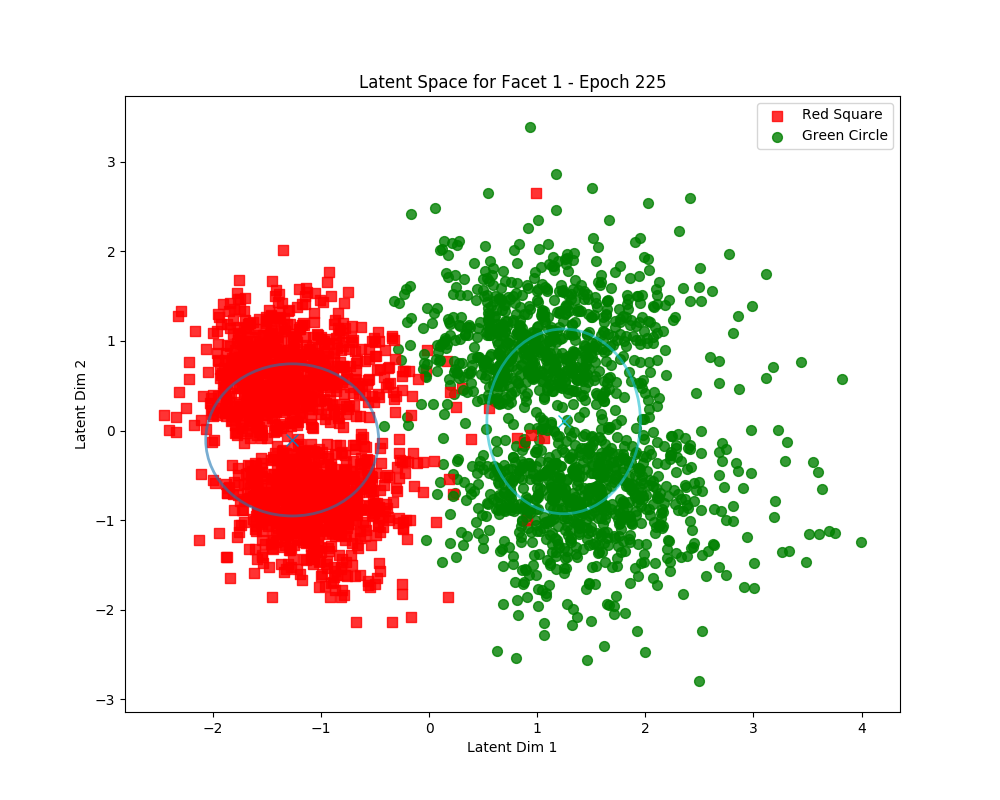 Latent Space for Facet 1 - Epoch 225
Red Square
Green Circle
3
2
1
0
−1
−2
−3
Latent Dim 2
−2
−1
0
1
2
3
4
Latent Dim 1